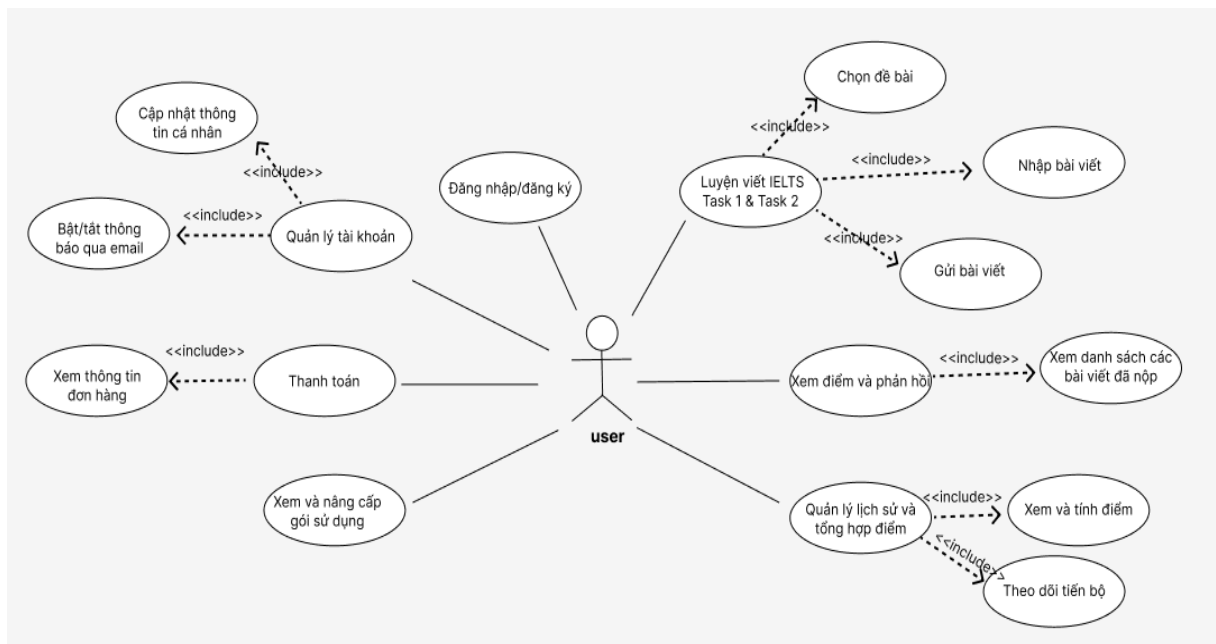 Chọn đề bài
Cập nhật thông
tin cá nhân
<<include>>
<<include>>
<<include>>
Nhập bài viết
Đăng nhập/đăng ký
Luyện viết IELTS
Task 1 & Task 2
<<include>>
Bật/tắt thông
báo qua email
Quản lý tài khoản
<<include>>
Gửi bài viết
<<include>>
Xem thông tin
đơn hàng
Thanh toán
<<include>>
Xem điểm và phản hồi
Xem danh sách các
bài viết đã nộp
user
Xem và nâng cấp
gói sử dụng
Quản lý lịch sử và
tổng hợp điểm
<<include>>
Xem và tính điểm
<<include>>
Theo dõi tiến bộ